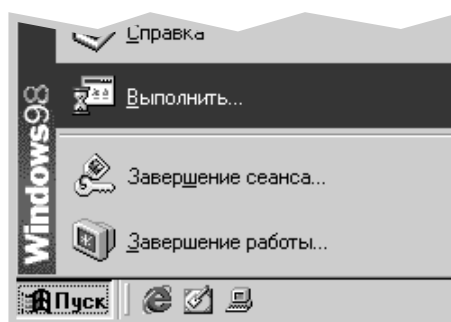 Справка
Выполнить...
Завершение сеанса...
Завершение работы...
Windows98
Пуск